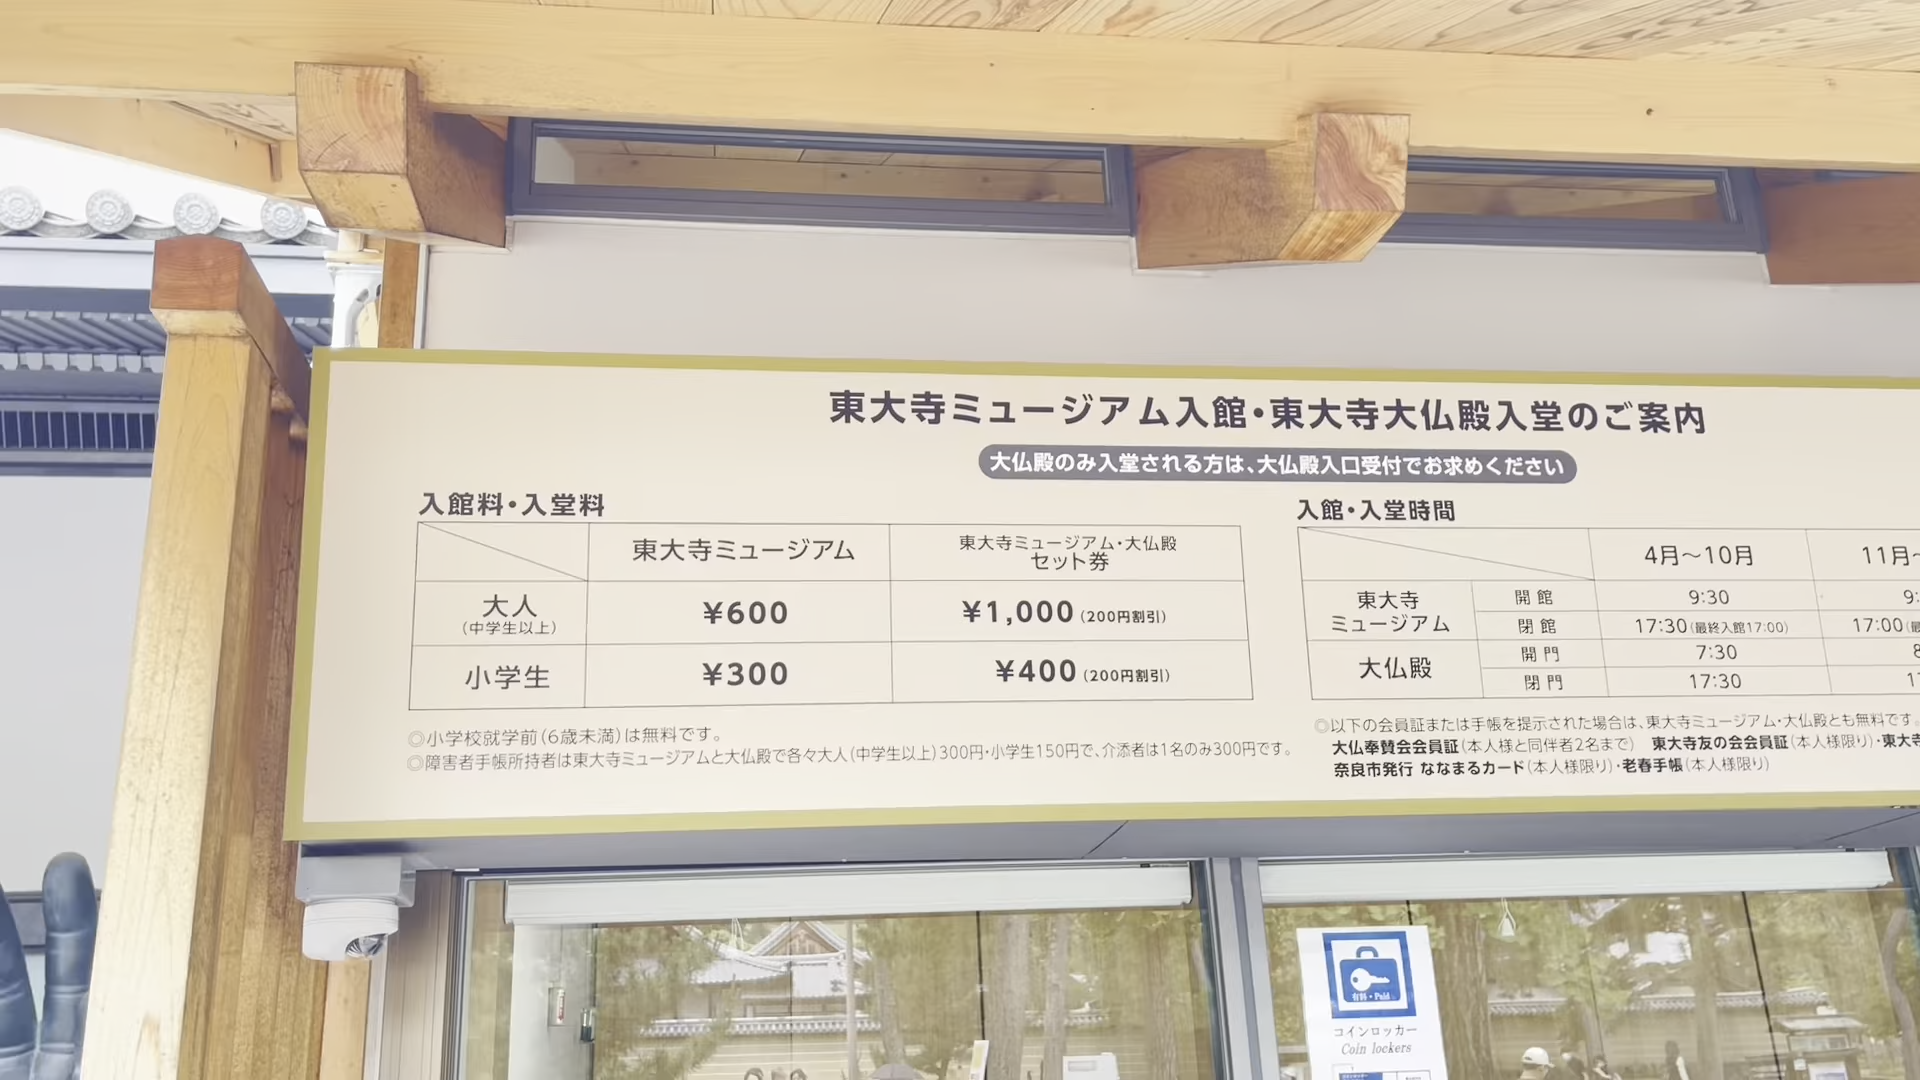 東大寺ミュージアム入館・東大寺大仏殿入堂のご案内
大仏殿のみ入堂される方は、大仏殿入口受付でお求めください
入館料・入堂料
東大寺ミュージアム
東大寺ミュージアム・大仏殿
セット券
大人
(中学生以上)
¥600
¥1,000 (200円割引)
小学生
¥300
¥400 (200円割引)
◎小学校就学前(6歳未満)は無料です。
◎障害者手帳所持者は東大寺ミュージアムと大仏殿で各々大人(中学生以上)300円・小学生150円で、介添者は1名のみ300円です。
入館・入堂時間
4月〜10月
11月〜
東大寺
ミュージアム
開館
9:30
9:
閉館
17:30(最終入館17:00)
17:00(最
大仏殿
開門
7:30
8
閉門
17:30
17
◎以下の会員証または手帳を提示された場合は、東大寺ミュージアム・大仏殿とも無料です。
大仏奉賛会会員証(本人様と同伴者2名まで) 東大寺友の会会員証(本人様限り)・東大寺
奈良市発行 ななまるカード(本人様限り)・老春手帳(本人様限り)
有料・Paid
コインロッカー
Coin lockers